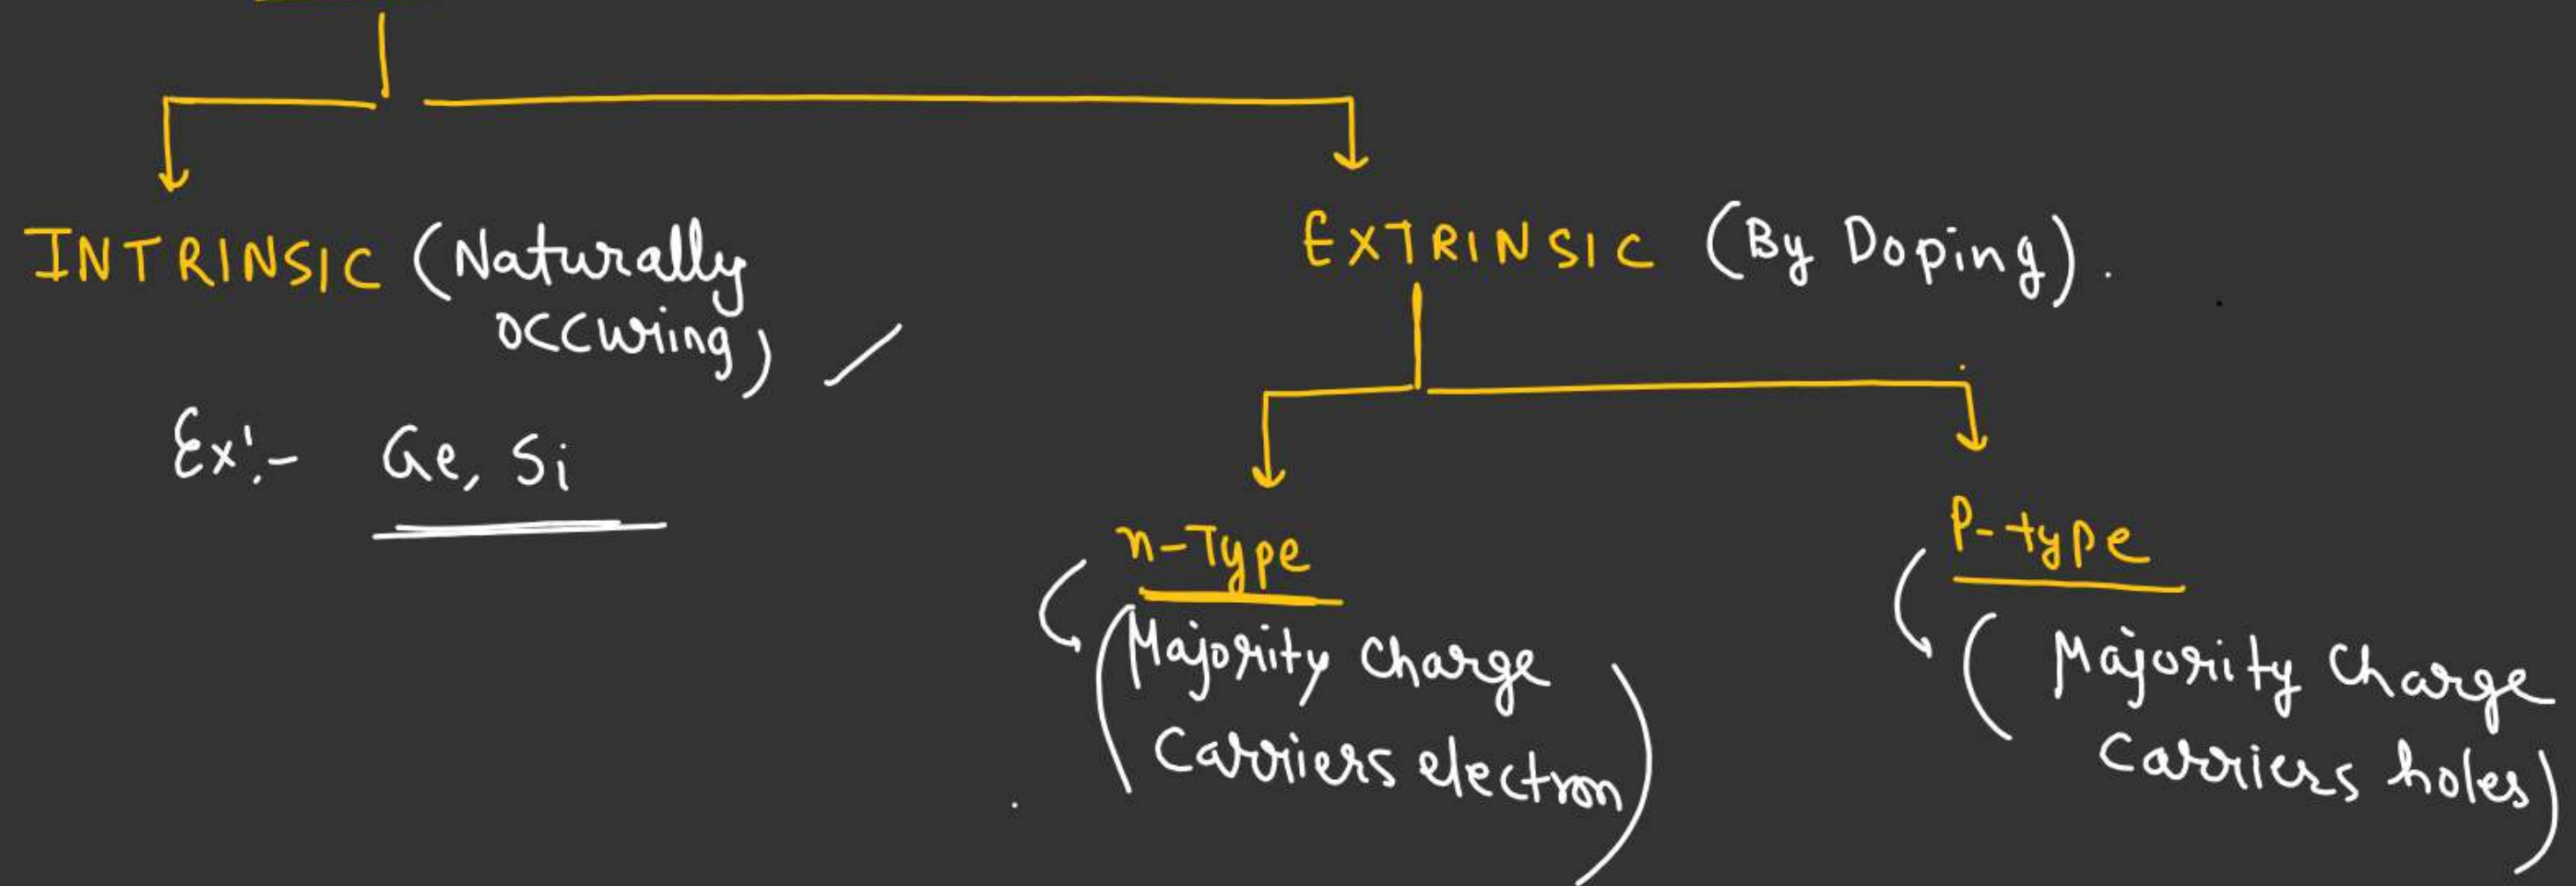 INTRINSIC (Naturally
occuring)
Ex:- Ge, Si
EXTRINSIC (By Doping).
n-Type
(Majority charge
carriers electron)
P-type
(Majority charge
carriers holes)